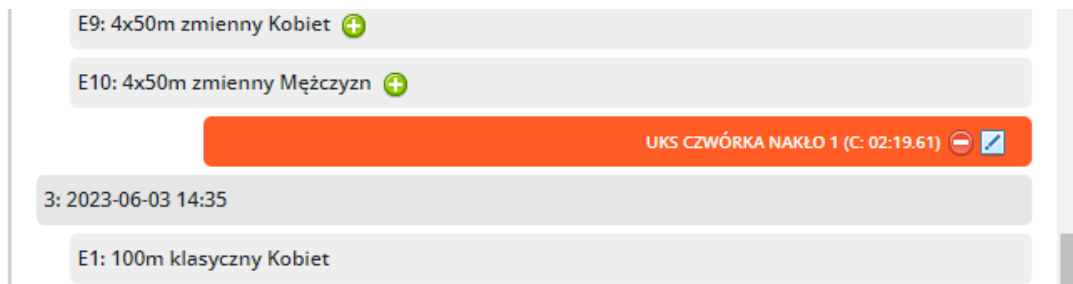 E9: 4x50m zmienny Kobiet
E10: 4x50m zmienny Mężczyzn
UKS CZWÓRKA NAKŁO 1 (C: 02:19.61)
3: 2023-06-03 14:35
E1: 100m klasyczny Kobiet